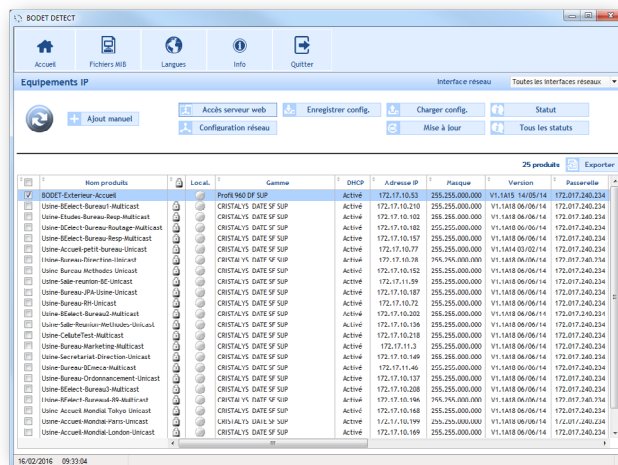 BODET DETECT
Accueil Fichiers MIB Langues Info Quitter
Equipements IP Interface réseau Toutes les interfaces réseaux
Ajout manuel Accès serveur web Enregistrer config. Charger config. Statut
Configuration réseau Mise à jour Tous les statuts
25 produits Exporter
Nom produits Local. Gamme DHCP Adresse IP Masque Version Passerelle
BODET-Exterieur-Accueil Profil 960 DF SUP Activé 172.17.10.53 255.255.000.000 V1.1A15 14/05/14 172.017.240.234
Usine-BEelect-Bureau1-Multicast CRISTALYS DATE SF SUP Activé 172.17.10.210 255.255.000.000 V1.1A18 06/06/14 172.017.240.234
Usine-Etudes-Bureau-Resp-Multicast CRISTALYS DATE SF SUP Activé 172.17.10.102 255.255.000.000 V1.1A18 06/06/14 172.017.240.234
Usine-BEelect-Bureau-Routage-Multicast CRISTALYS DATE SF SUP Activé 172.17.10.182 255.255.000.000 V1.1A18 06/06/14 172.017.240.234
Usine-BEelect-Bureau-Resp-Multicast CRISTALYS DATE SF SUP Activé 172.17.10.157 255.255.000.000 V1.1A18 06/06/14 172.017.240.234
Usine-Accueil-petit-bureau-Unicast CRISTALYS DATE SF SUP Activé 172.17.10.77 255.255.000.000 V1.1A14 03/02/14 172.017.240.234
Usine-Bureau-Direction-Unicast CRISTALYS DATE SF SUP Activé 172.17.10.28 255.255.000.000 V1.1A18 06/06/14 172.017.240.234
Usine Bureau Methodes Unicast CRISTALYS DATE SF SUP Activé 172.17.10.152 255.255.000.000 V1.1A18 06/06/14 172.017.240.234
Usine-Salle-reunion-BE-Unicast CRISTALYS DATE SF SUP Activé 172.17.11.59 255.255.000.000 V1.1A18 06/06/14 172.017.240.234
Usine-Bureau-JPA-Usine-Unicast CRISTALYS DATE SF SUP Activé 172.17.10.187 255.255.000.000 V1.1A18 06/06/14 172.017.240.234
Usine-Bureau-RH-Unicast CRISTALYS DATE SF SUP Activé 172.17.10.72 255.255.000.000 V1.1A18 06/06/14 172.017.240.234
Usine-BEelect-Bureau2-Multicast CRISTALYS DATE SF SUP Activé 172.17.10.202 255.255.000.000 V1.1A18 06/06/14 172.017.240.234
Usine-Salle-Reunion-Methodes-Unicast CRISTALYS DATE SF SUP Activé 172.17.10.136 255.255.000.000 V1.1A18 06/06/14 172.017.240.234
Usine-CelluteTest-Multicast CRISTALYS DATE SF SUP Activé 172.17.10.218 255.255.000.000 V1.1A18 06/06/14 172.017.240.234
Usine-Bureau-Marketing-Multicast CRISTALYS DATE SF SUP Activé 172.17.11.3 255.255.000.000 V1.1A18 06/06/14 172.017.240.234
Usine-Secretariat-Direction-Unicast CRISTALYS DATE SF SUP Activé 172.17.10.149 255.255.000.000 V1.1A18 06/06/14 172.017.240.234
Usine-Bureau-BEmeca-Multicast CRISTALYS DATE SF SUP Activé 172.17.11.46 255.255.000.000 V1.1A18 06/06/14 172.017.240.234
Usine-Bureau-Ordonnancement-Unicast CRISTALYS DATE SF SUP Activé 172.17.10.137 255.255.000.000 V1.1A18 06/06/14 172.017.240.234
Usine-BEelect-Bureau3-Multicast CRISTALYS DATE SF SUP Activé 172.17.10.208 255.255.000.000 V1.1A18 06/06/14 172.017.240.234
Usine-BEelect-Bureau4-89-Multicast CRISTALYS DATE SF SUP Activé 172.17.10.196 255.255.000.000 V1.1A18 06/06/14 172.017.240.234
Usine Accueil Mondial Tokyo Unicast CRISTALYS DATE SF SUP Activé 172.17.10.168 255.255.000.000 V1.1A18 06/06/14 172.017.240.234
Usine-Accueil-Mondial-Paris-Unicast CRISTALYS DATE SF SUP Activé 172.17.10.199 255.255.000.000 V1.1A18 06/06/14 172.017.240.234
Usine-Accueil-Mondial-London-Unicast CRISTALYS DATE SF SUP Activé 172.17.10.169 255.255.000.000 V1.1A18 06/06/14 172.017.240.234
16/02/2016 09:33:04